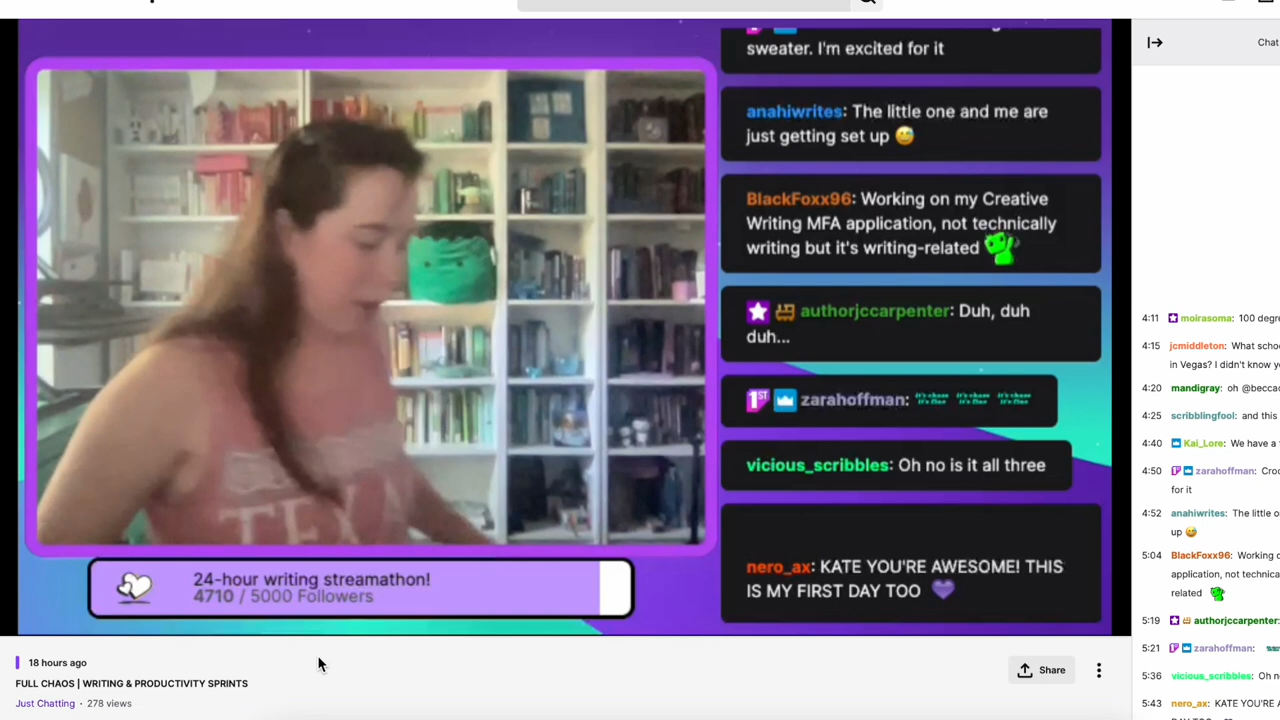 sweater. I'm excited for it
anahiwrites: The little one and me are
just getting set up 😅
BlackFoxx96: Working on my Creative
Writing MFA application, not technically
writing but it's writing-related
1ST
authorjccarpenter: Duh, duh
duh...
zarahoffman:
vicious_scribbles: Oh no is it all three
nero_ax: KATE YOU'RE AWESOME! THIS
IS MY FIRST DAY TOO 💜
24-hour writing streamathon!
4710 / 5000 Followers
18 hours ago
FULL CHAOS | WRITING & PRODUCTIVITY SPRINTS
Just Chatting · 278 views
Share
Chat
4:11 moirasoma: 100
4:15 jcmiddleton: What
in Vegas? I didn't know
4:20 mandigray: oh
4:25 scribblingfool: and this
4:40 Kai_Lore: We have a
4:50 zarahoffman:
for it
4:52 anahiwrites: The little
up 😅
5:04 BlackFoxx96: Working
application, not
related
5:19 authorjccarpenter:
5:21 zarahoffman:
5:36 vicious_scribbles: Oh
5:43 nero_ax: KATE YOU'RE